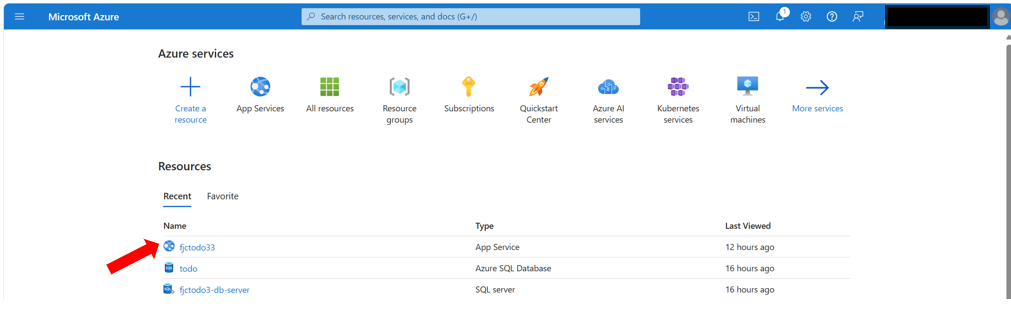 Microsoft Azure
Search resources, services, and docs (G+/)
1
Azure services
Create a resource
App Services
All resources
Resource groups
Subscriptions
Quickstart Center
Azure AI services
Kubernetes services
Virtual machines
More services
Resources
Recent Favorite
Name Type Last Viewed
fjctodo33 App Service 12 hours ago
todo Azure SQL Database 16 hours ago
fjctodo3-db-server SQL server 16 hours ago